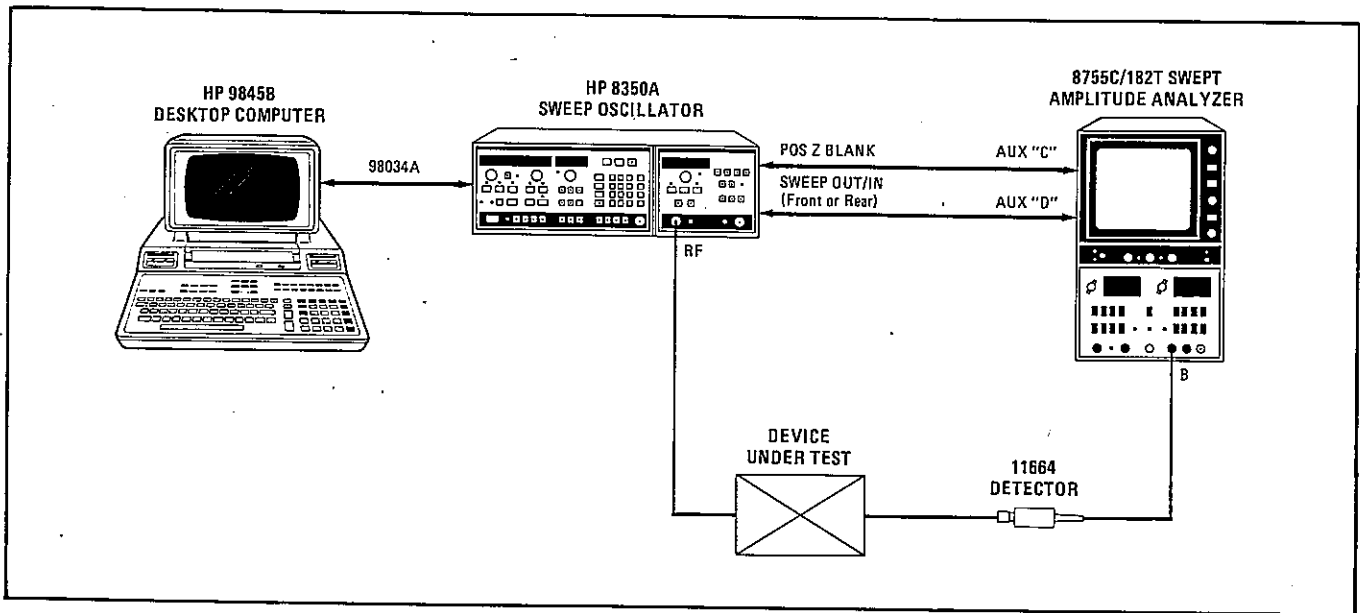 HP 9845B
DESKTOP COMPUTER
HP 8350A
SWEEP OSCILLATOR
8755C/182T SWEPT
AMPLITUDE ANALYZER
98034A
POS Z BLANK
AUX "C"
SWEEP OUT/IN
(Front or Rear)
AUX "D"
RF
B
DEVICE
UNDER TEST
11664
DETECTOR